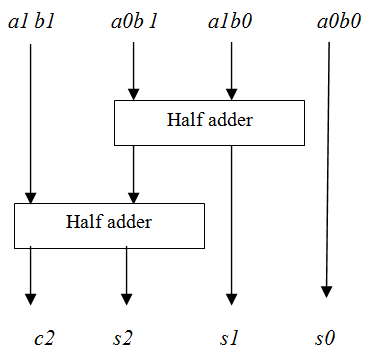 a1 b1 a0b 1 a1b0 a0b0
Half adder
Half adder
c2 s2 s1 s0